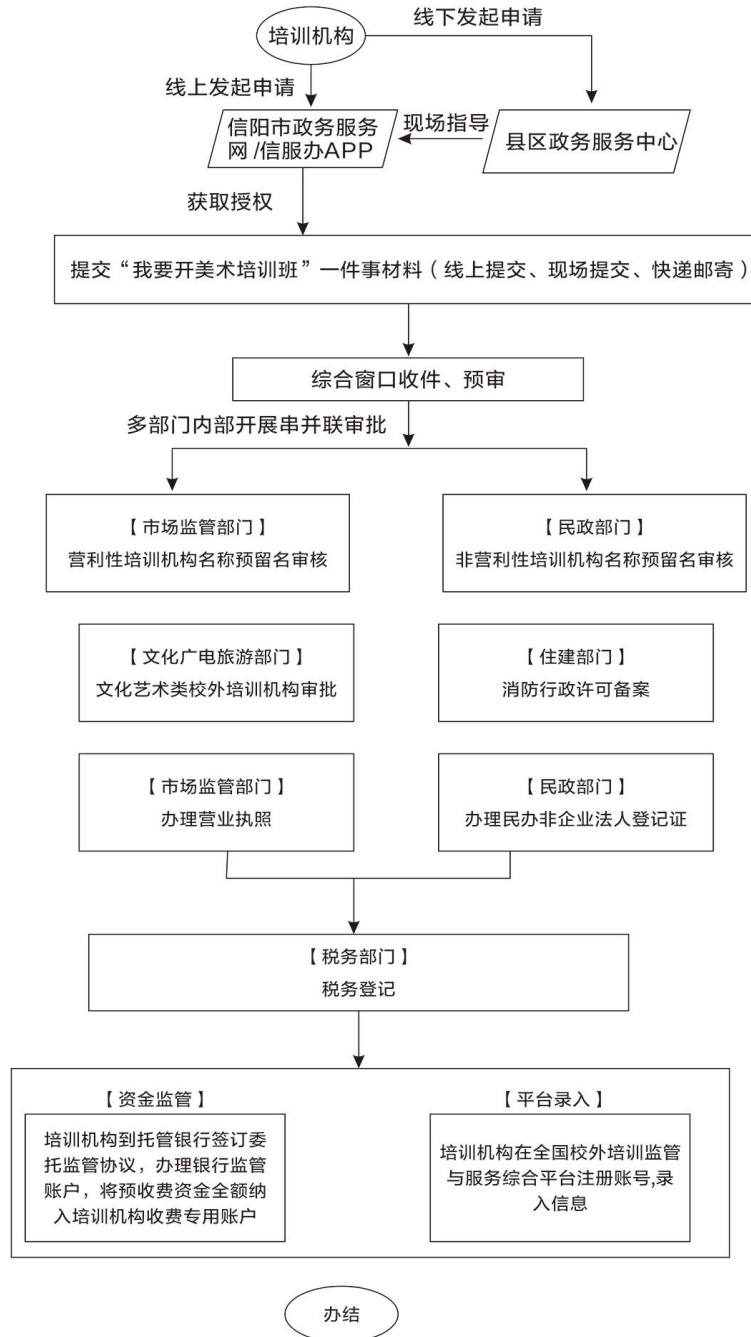 培训机构
线下发起申请
线上发起申请
信阳市政务服务
网 /信服办APP
现场指导
县区政务服务中心
获取授权
提交“我要开美术培训班”一件事材料（线上提交、现场提交、快递邮寄）
综合窗口收件、预审
多部门内部开展串并联审批
【市场监管部门】
营利性培训机构名称预留名审核
【民政部门】
非营利性培训机构名称预留名审核
【文化广电旅游部门】
文化艺术类校外培训机构审批
【住建部门】
消防行政许可备案
【市场监管部门】
办理营业执照
【民政部门】
办理民办非企业法人登记证
【税务部门】
税务登记
【资金监管】
培训机构到托管银行签订委
托监管协议，办理银行监管
账户，将预收费资金全额纳
入培训机构收费专用账户
【平台录入】
培训机构在全国校外培训监管
与服务综合平台注册账号,录
入信息
办结